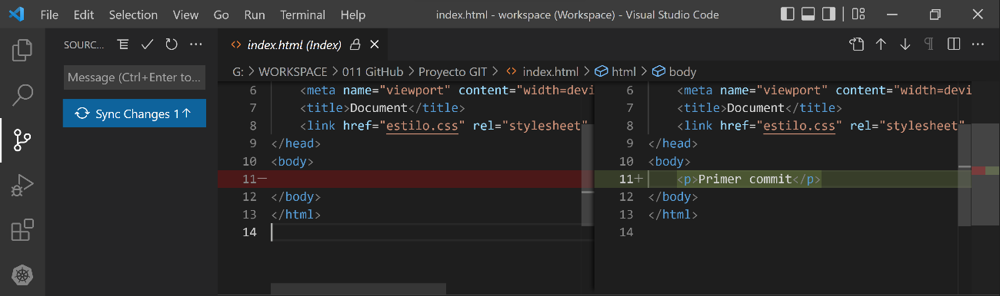 File Edit Selection View Go Run Terminal Help index.html - workspace (Workspace) - Visual Studio Code
SOURC...
Message (Ctrl+Enter to...
Sync Changes 1↑
index.html (Index)
G: > WORKSPACE > 011 GitHub > Proyecto GIT > index.html > html > body
6 <meta name="viewport" content="width=devi
7 <title>Document</title>
8 <link href="estilo.css" rel="stylesheet"
9 </head>
10 <body>
11—
12 </body>
13 </html>
14
6 <meta name="viewport" content="width=devi
7 <title>Document</title>
8 <link href="estilo.css" rel="stylesheet"
9 </head>
10 <body>
11+ <p>Primer commit</p>
12 </body>
13 </html>
14